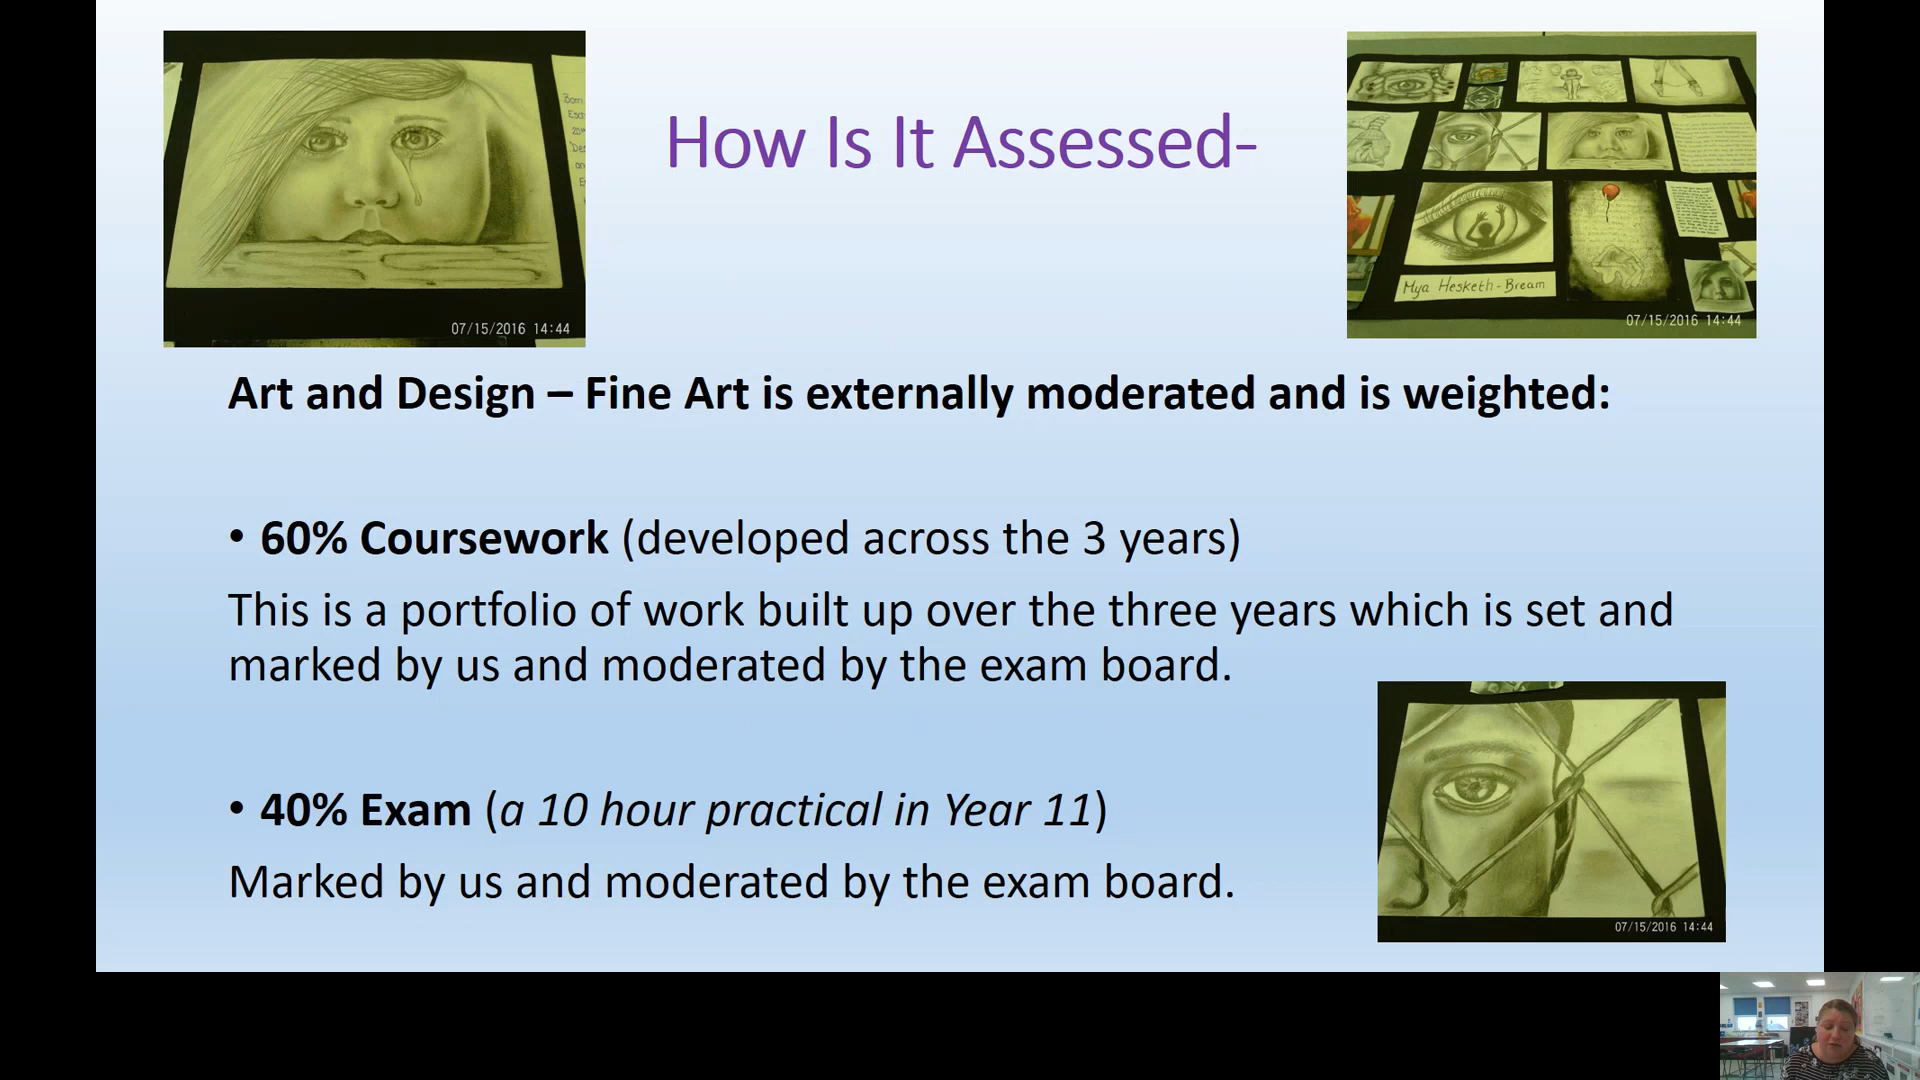 How Is It Assessed-
Born
07/15/2016 14:44
Mya Hesketh-Bream
07/15/2016 14:44
Art and Design – Fine Art is externally moderated and is weighted:
• 60% Coursework (developed across the 3 years)
This is a portfolio of work built up over the three years which is set and
marked by us and moderated by the exam board.
• 40% Exam (a 10 hour practical in Year 11)
Marked by us and moderated by the exam board.
07/15/2016 14:44